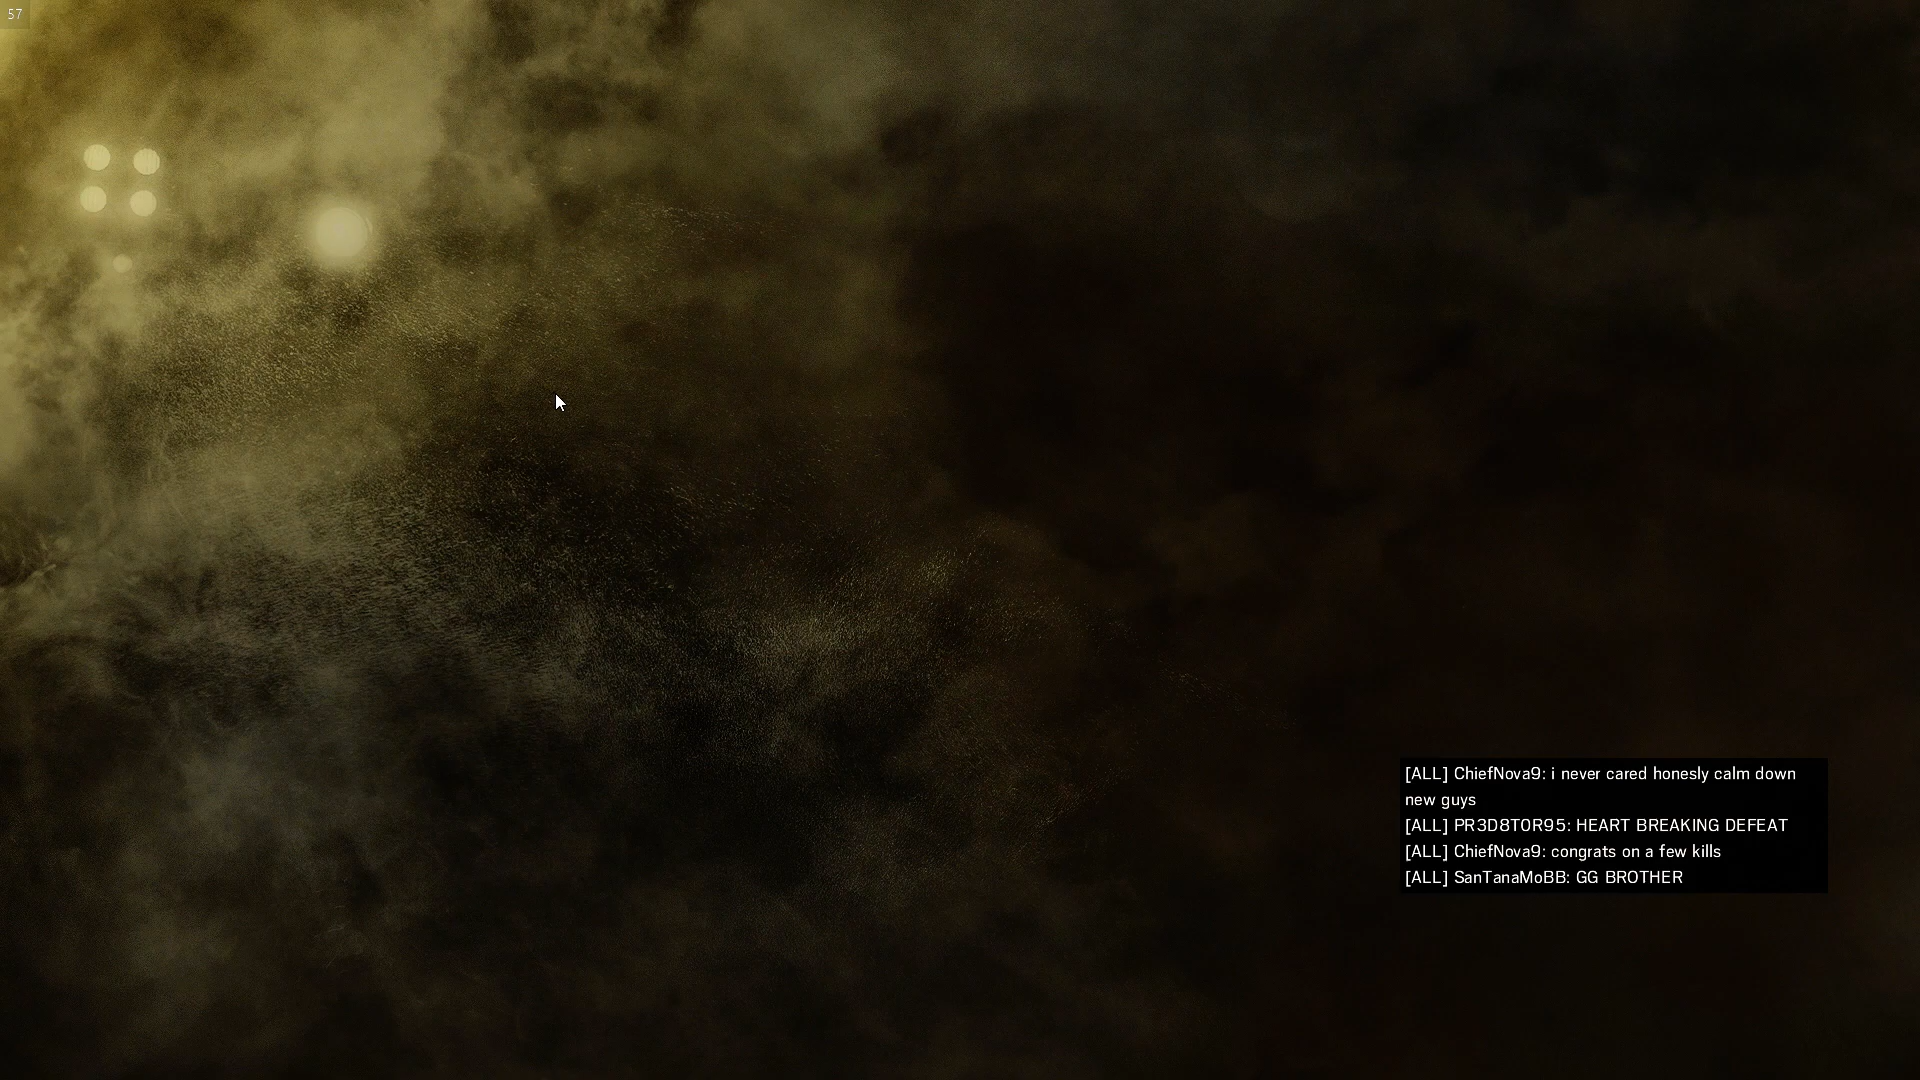 57
[ALL] ChiefNova9: i never cared honesly calm down
new guys
[ALL] PR3D8TOR95: HEART BREAKING DEFEAT
[ALL] ChiefNova9: congrats on a few kills
[ALL] SanTanaMoBB: GG BROTHER